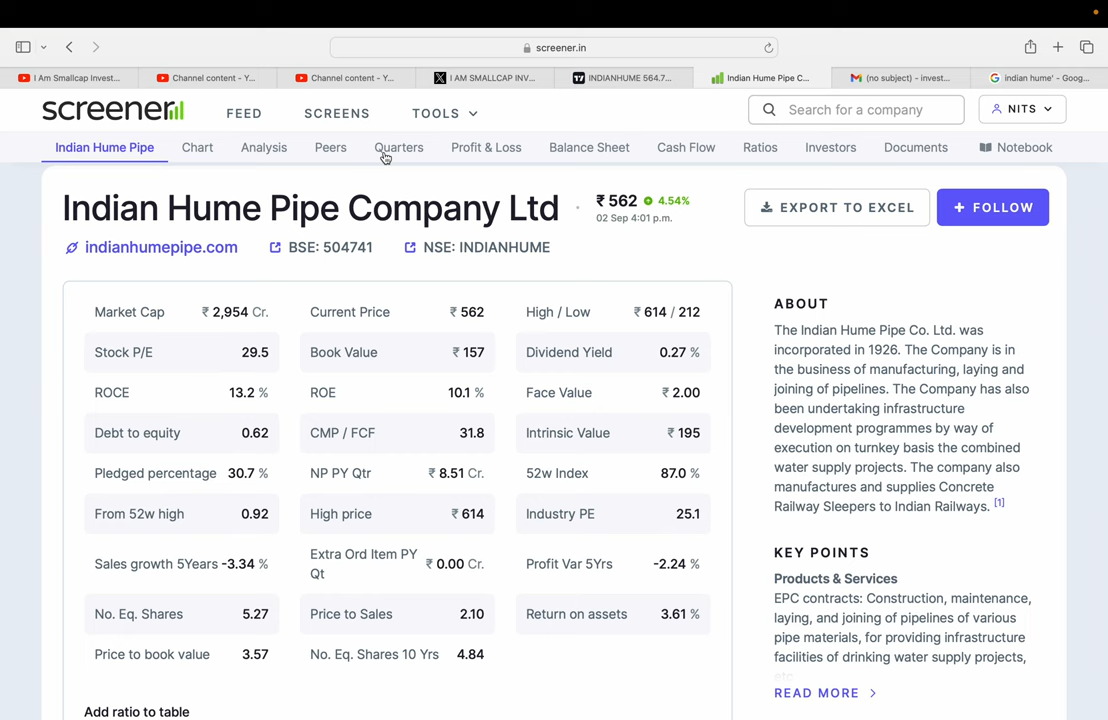 screener.in
I Am Smallcap Invest...
Channel content - Y...
Channel content - Y...
I AM SMALLCAP INV...
INDIANHUME 564.7...
Indian Hume Pipe C...
(no subject) - invest...
indian hume' - Goog...
screener
FEED
SCREENS
TOOLS
Search for a company
NITS
Indian Hume Pipe
Chart
Analysis
Peers
Quarters
Profit & Loss
Balance Sheet
Cash Flow
Ratios
Investors
Documents
Notebook
Indian Hume Pipe Company Ltd
₹ 562 4.54%
02 Sep 4:01 p.m.
EXPORT TO EXCEL
+ FOLLOW
indianhumepipe.com
BSE: 504741
NSE: INDIANHUME
Market Cap ₹ 2,954 Cr.
Current Price ₹ 562
High / Low ₹ 614 / 212
Stock P/E 29.5
Book Value ₹ 157
Dividend Yield 0.27 %
ROCE 13.2 %
ROE 10.1 %
Face Value ₹ 2.00
Debt to equity 0.62
CMP / FCF 31.8
Intrinsic Value ₹ 195
Pledged percentage 30.7 %
NP PY Qtr ₹ 8.51 Cr.
52w Index 87.0 %
From 52w high 0.92
High price ₹ 614
Industry PE 25.1
Sales growth 5Years -3.34 %
Extra Ord Item PY
Qt ₹ 0.00 Cr.
Profit Var 5Yrs -2.24 %
No. Eq. Shares 5.27
Price to Sales 2.10
Return on assets 3.61 %
Price to book value 3.57
No. Eq. Shares 10 Yrs 4.84
Add ratio to table
ABOUT
The Indian Hume Pipe Co. Ltd. was
incorporated in 1926. The Company is in
the business of manufacturing, laying and
joining of pipelines. The Company has also
been undertaking infrastructure
development programmes by way of
execution on turnkey basis the combined
water supply projects. The company also
manufactures and supplies Concrete
Railway Sleepers to Indian Railways. [1]
KEY POINTS
Products & Services
EPC contracts: Construction, maintenance,
laying, and joining of pipelines of various
pipe materials, for providing infrastructure
facilities of drinking water supply projects,
etc
READ MORE